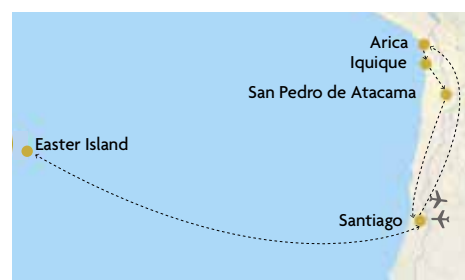 Arica
Iquique
San Pedro de Atacama
Easter Island
Santiago